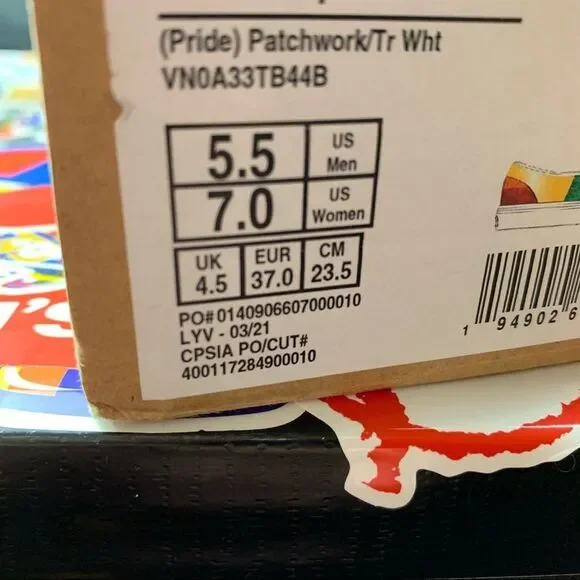 (Pride) Patchwork/Tr Wht
VN0A33TB44B
5.5 US Men
7.0 US Women
UK EUR CM
4.5 37.0 23.5
PO# 0140906607000010
LYV - 03/21
CPSIA PO/CUT#
400117284900010
1 94902 6